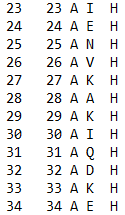 23 23 A I H
24 24 A E H
25 25 A N H
26 26 A V H
27 27 A K H
28 28 A A H
29 29 A K H
30 30 A I H
31 31 A Q H
32 32 A D H
33 33 A K H
34 34 A E H